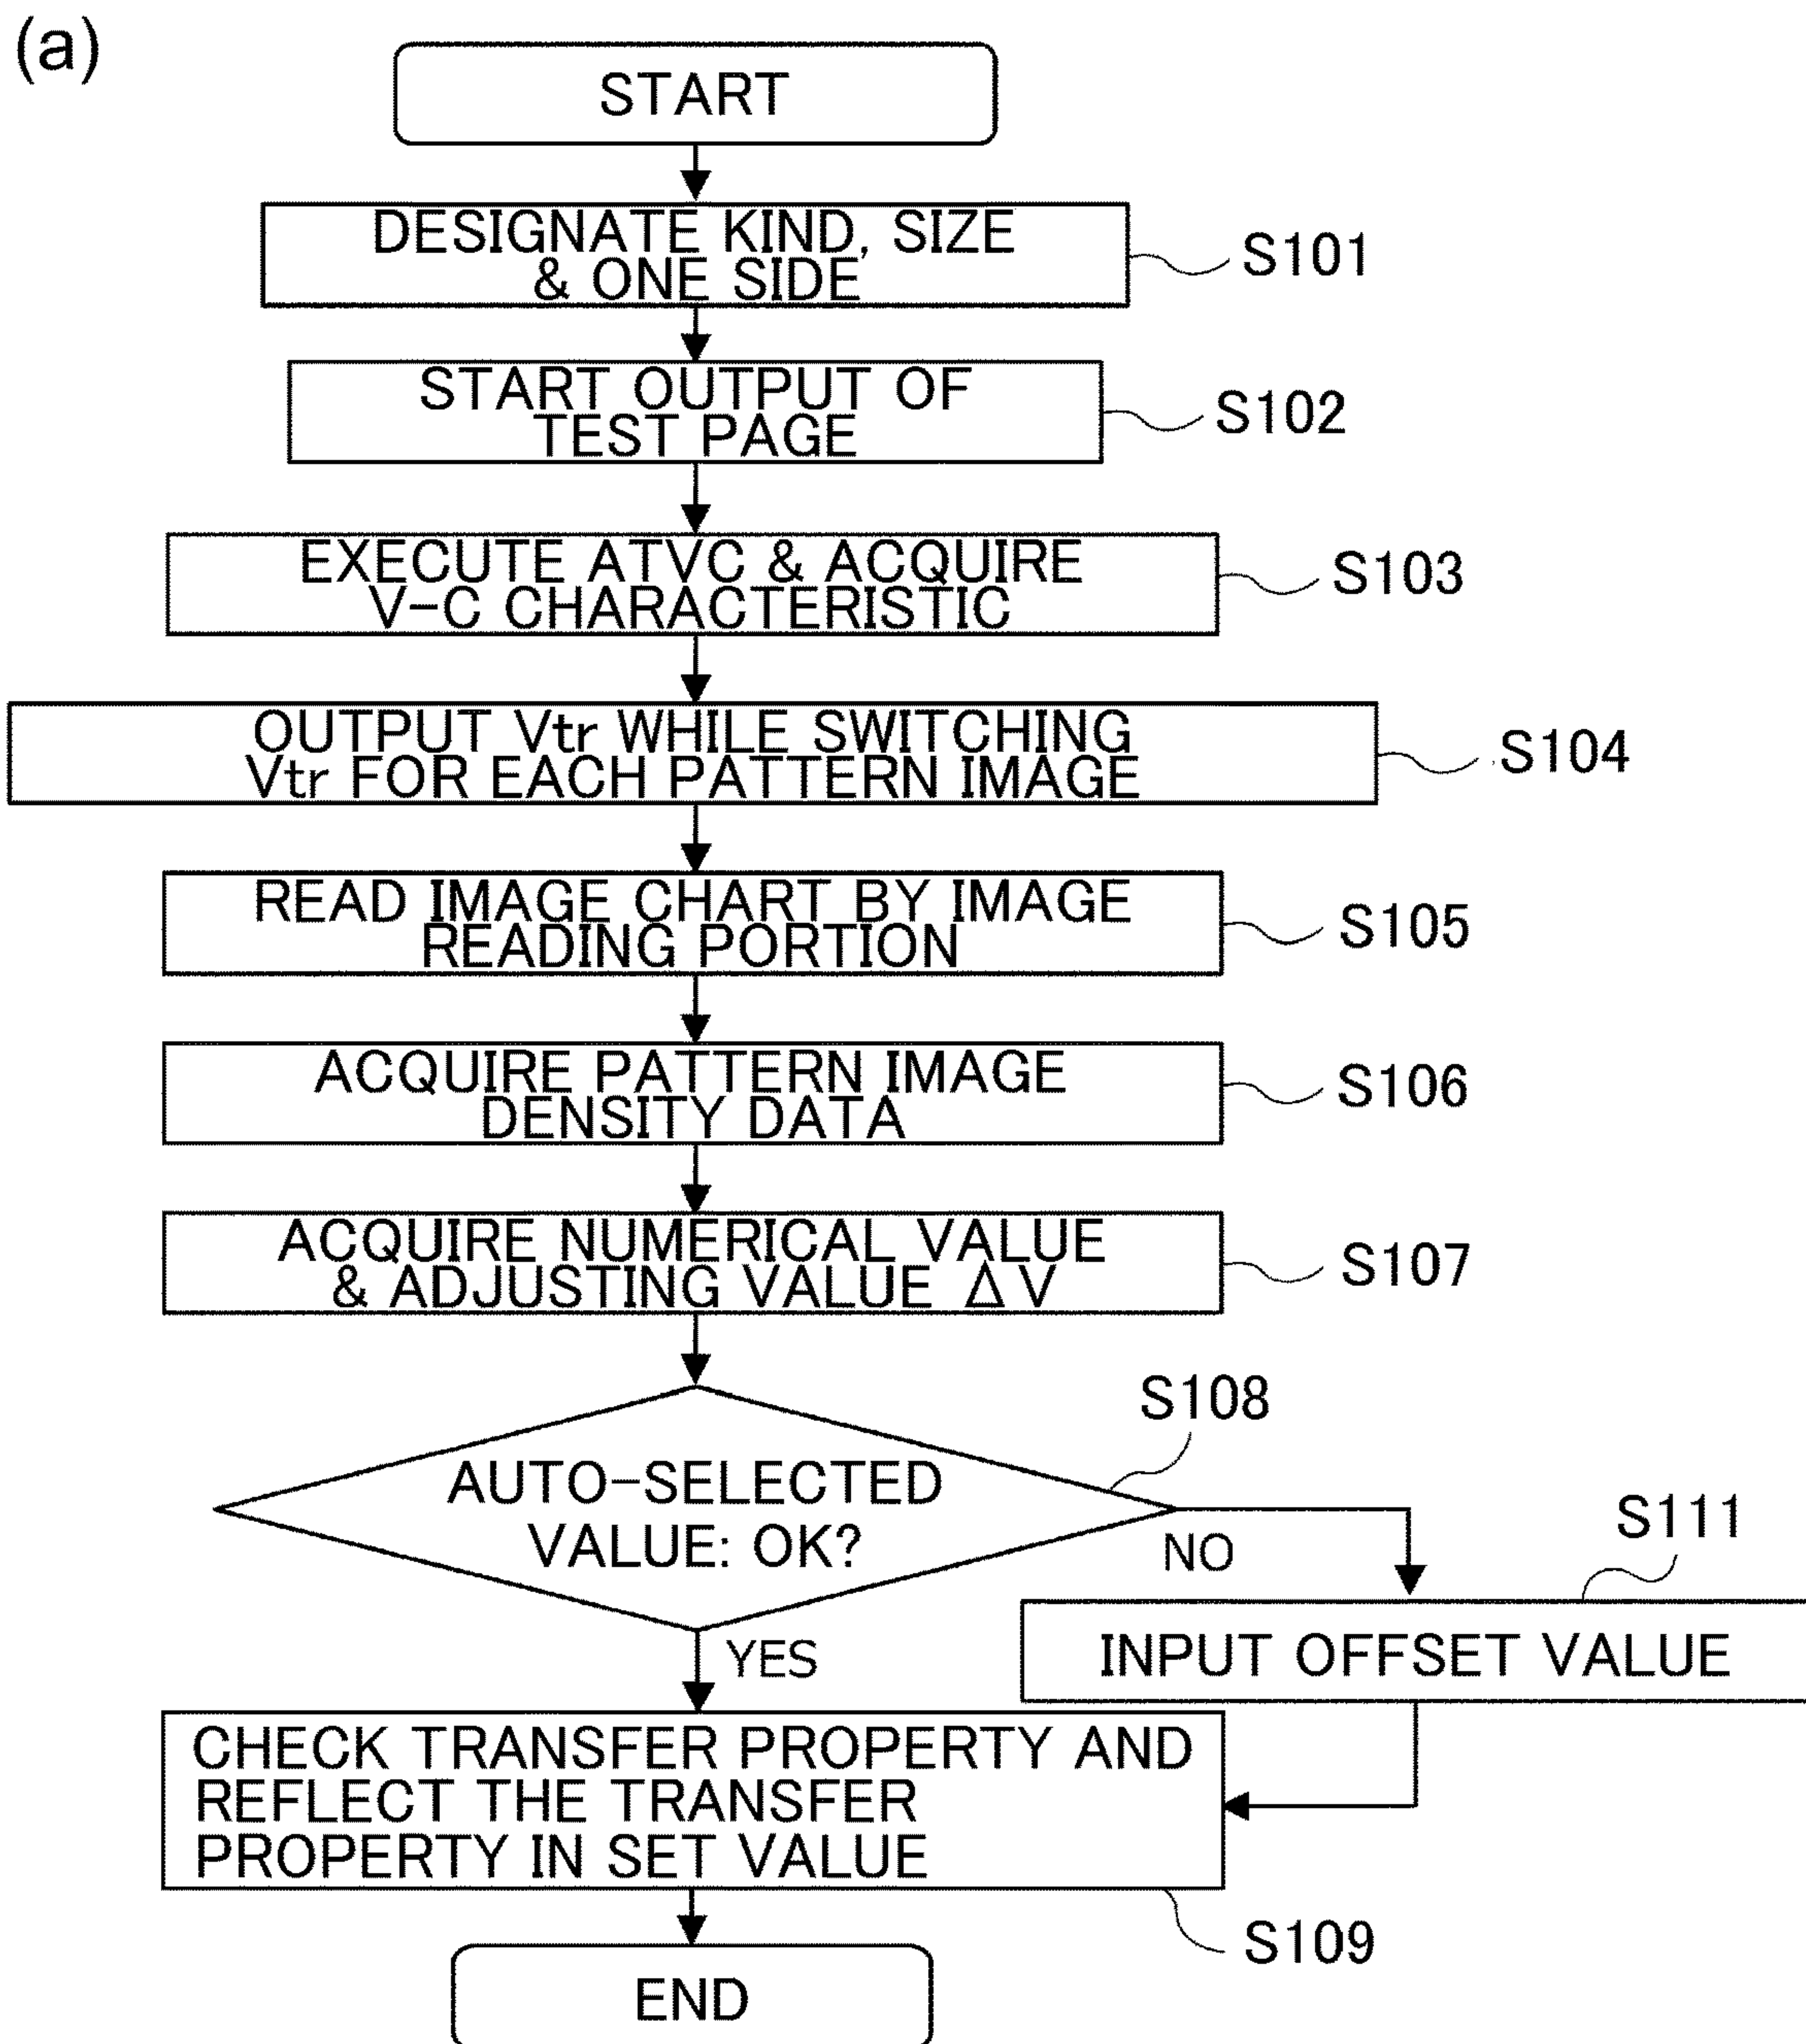 (a)
START
DESIGNATE KIND, SIZE
& ONE SIDE
S101
START OUTPUT OF
TEST PAGE
S102
EXECUTE ATVC & ACQUIRE
V-C CHARACTERISTIC
S103
OUTPUT Vtr WHILE SWITCHING
Vtr FOR EACH PATTERN IMAGE
S104
READ IMAGE CHART BY IMAGE
READING PORTION
S105
ACQUIRE PATTERN IMAGE
DENSITY DATA
S106
ACQUIRE NUMERICAL VALUE
& ADJUSTING VALUE ΔV
S107
S108
AUTO-SELECTED
VALUE: OK?
NO
S111
YES
INPUT OFFSET VALUE
CHECK TRANSFER PROPERTY AND
REFLECT THE TRANSFER
PROPERTY IN SET VALUE
S109
END